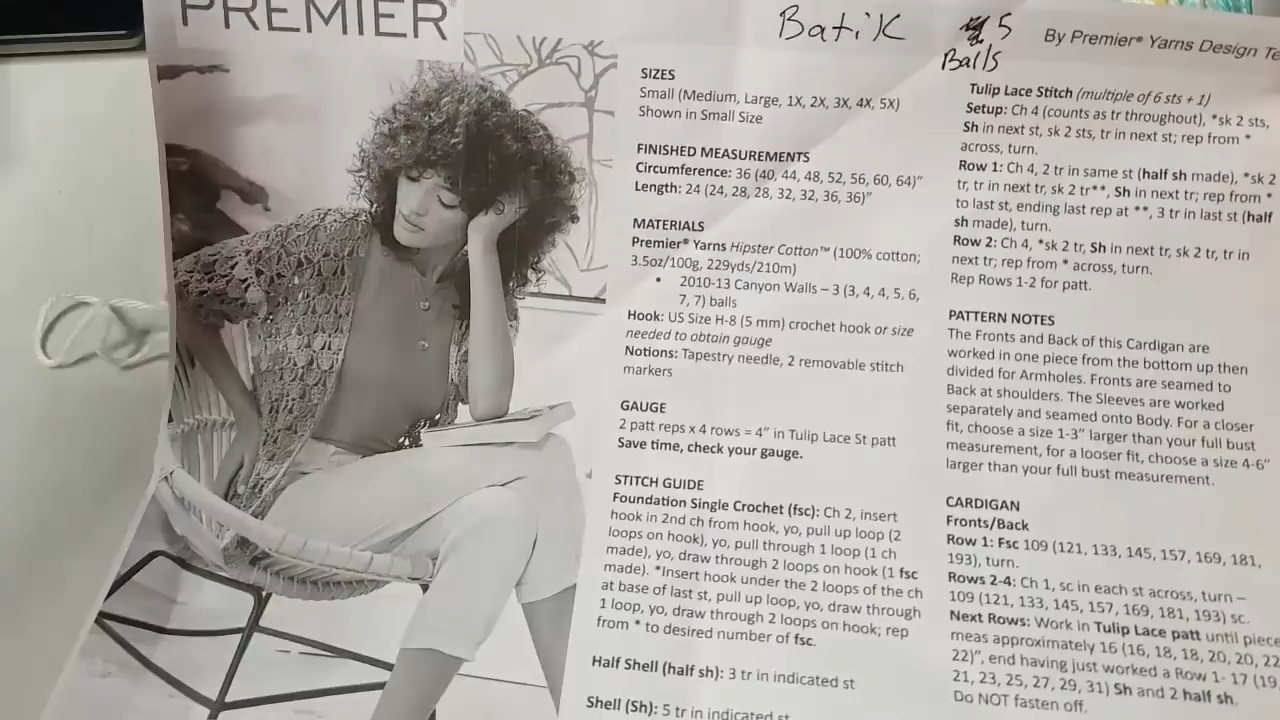 PREMIER®
Batik 5
Balls
By Premier® Yarns Design
SIZES
Small (Medium, Large, 1X, 2X, 3X, 4X, 5X)
Shown in Small Size
FINISHED MEASUREMENTS
Circumference: 36 (40, 44, 48, 52, 56, 60, 64)”
Length: 24 (24, 28, 28, 32, 32, 36, 36)”
MATERIALS
Premier® Yarns Hipster Cotton™ (100% cotton;
3.5oz/100g, 229yds/210m)
• 2010-13 Canyon Walls – 3 (3, 4, 4, 5, 6,
7, 7) balls
Hook: US Size H-8 (5 mm) crochet hook or size
needed to obtain gauge
Notions: Tapestry needle, 2 removable stitch
markers
GAUGE
2 patt reps x 4 rows = 4” in Tulip Lace St patt
Save time, check your gauge.
STITCH GUIDE
Foundation Single Crochet (fsc): Ch 2, insert
hook in 2nd ch from hook, yo, pull up loop (2
loops on hook), yo, pull through 1 loop (1 ch
made), yo, draw through 2 loops on hook (1 fsc
made). *Insert hook under the 2 loops of the ch
at base of last st, pull up loop, yo, draw through
1 loop, yo, draw through 2 loops on hook; rep
from * to desired number of fsc.
Half Shell (half sh): 3 tr in indicated st
Shell (Sh): 5 tr in indicated st
Tulip Lace Stitch (multiple of 6 sts + 1)
Setup: Ch 4 (counts as tr throughout), *sk 2 sts,
Sh in next st, sk 2 sts, tr in next st; rep from *
across, turn.
Row 1: Ch 4, 2 tr in same st (half sh made), *sk 2
tr, tr in next tr, sk 2 tr**, Sh in next tr; rep from *
to last st, ending last rep at **, 3 tr in last st (half
sh made), turn.
Row 2: Ch 4, *sk 2 tr, Sh in next tr, sk 2 tr, tr in
next tr; rep from * across, turn.
Rep Rows 1-2 for patt.
PATTERN NOTES
The Fronts and Back of this Cardigan are
worked in one piece from the bottom up then
divided for Armholes. Fronts are seamed to
Back at shoulders. The Sleeves are worked
separately and seamed onto Body. For a closer
fit, choose a size 1-3” larger than your full bust
measurement, for a looser fit, choose a size 4-6”
larger than your full bust measurement.
CARDIGAN
Fronts/Back
Row 1: Fsc 109 (121, 133, 145, 157, 169, 181,
193), turn.
Rows 2-4: Ch 1, sc in each st across, turn –
109 (121, 133, 145, 157, 169, 181, 193) sc.
Next Rows: Work in Tulip Lace patt until piece
meas approximately 16 (16, 18, 18, 20, 20, 22
22)”, end having just worked a Row 1- 17 (19,
21, 23, 25, 27, 29, 31) Sh and 2 half sh.
Do NOT fasten off.